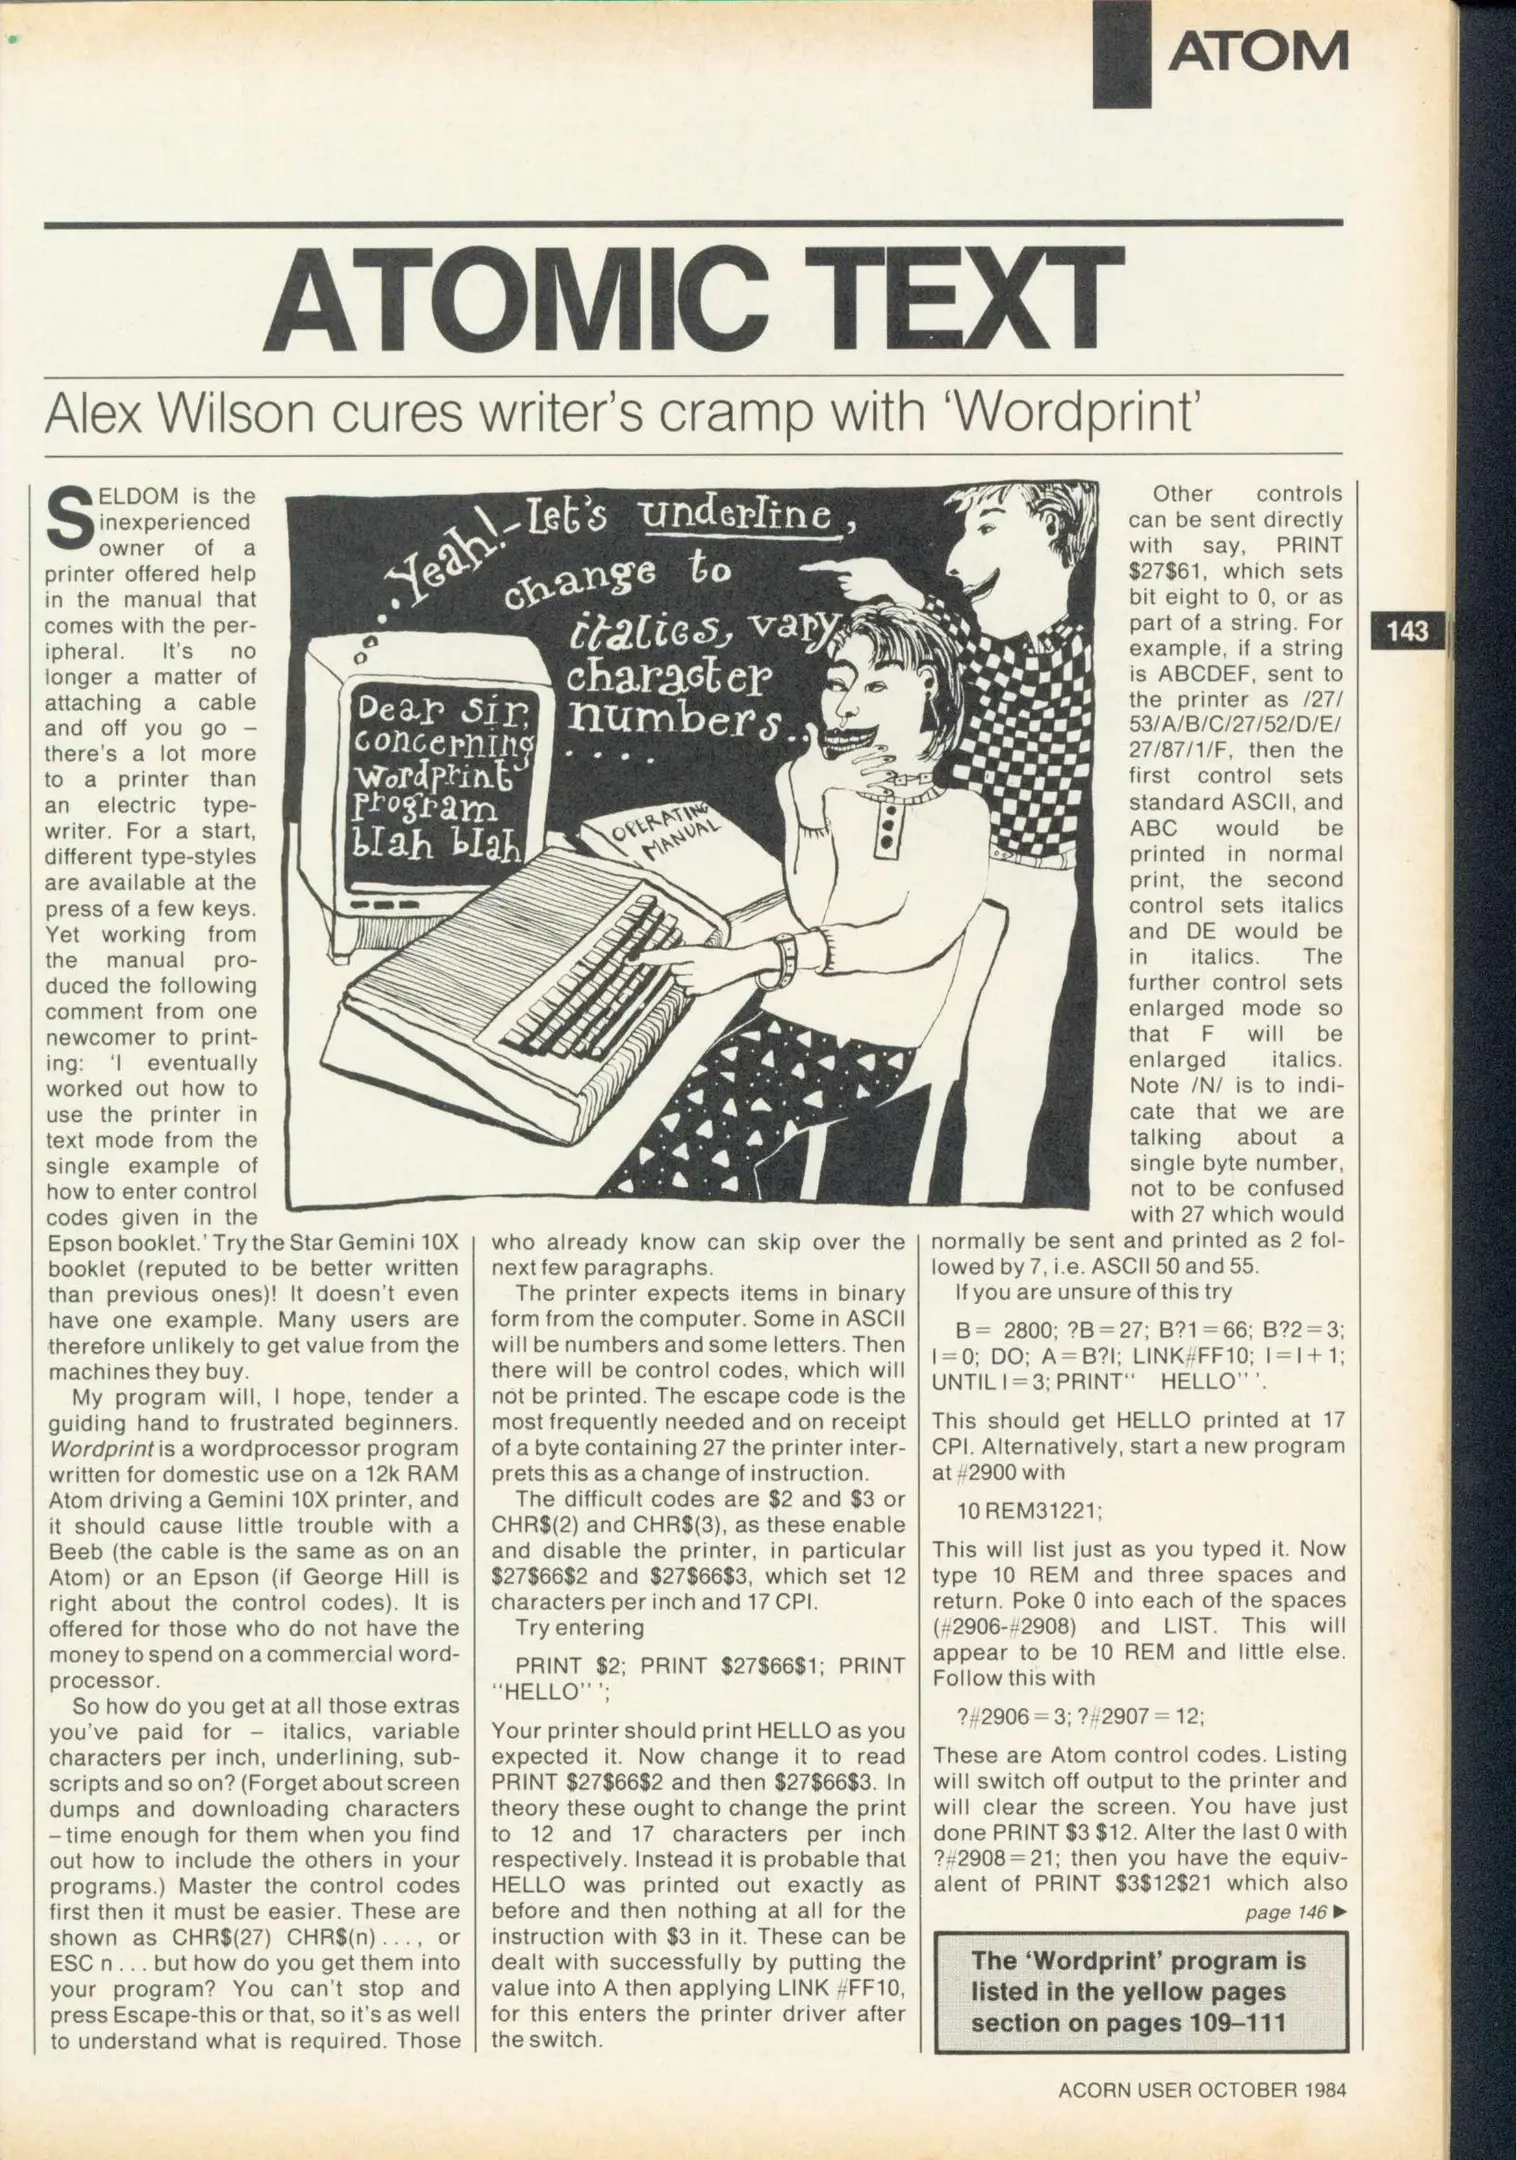 ATOM
ATOMIC TEXT
Alex Wilson cures writer's cramp with 'Wordprint'
SELDOM is the
inexperienced
owner of a
printer offered help
in the manual that
comes with the per-
ipheral. It's no
longer a matter of
attaching a cable
and off you go –
there's a lot more
to a printer than
an electric type-
writer. For a start,
different type-styles
are available at the
press of a few keys.
Yet working from
the manual pro-
duced the following
comment from one
newcomer to print-
ing: 'I eventually
worked out how to
use the printer in
text mode from the
single example of
how to enter control
codes given in the
Epson booklet.' Try the Star Gemini 10X
booklet (reputed to be better written
than previous ones)! It doesn't even
have one example. Many users are
therefore unlikely to get value from the
machines they buy.
My program will, I hope, tender a
guiding hand to frustrated beginners.
Wordprint is a wordprocessor program
written for domestic use on a 12k RAM
Atom driving a Gemini 10X printer, and
it should cause little trouble with a
Beeb (the cable is the same as on an
Atom) or an Epson (if George Hill is
right about the control codes). It is
offered for those who do not have the
money to spend on a commercial word-
processor.
So how do you get at all those extras
you've paid for – italics, variable
characters per inch, underlining, sub-
scripts and so on? (Forget about screen
dumps and downloading characters
– time enough for them when you find
out how to include the others in your
programs.) Master the control codes
first then it must be easier. These are
shown as CHR$(27) CHR$(n) . . ., or
ESC n . . . but how do you get them into
your program? You can't stop and
press Escape-this or that, so it's as well
to understand what is required. Those
...Yeah!-Let's underline,
change to
italics, vary
character
numbers..
. . . .
Dear Sir,
concerning
wordprint
program
blah blah
OPERATING
MANUAL
who already know can skip over the
next few paragraphs.
The printer expects items in binary
form from the computer. Some in ASCII
will be numbers and some letters. Then
there will be control codes, which will
not be printed. The escape code is the
most frequently needed and on receipt
of a byte containing 27 the printer inter-
prets this as a change of instruction.
The difficult codes are $2 and $3 or
CHR$(2) and CHR$(3), as these enable
and disable the printer, in particular
$27$66$2 and $27$66$3, which set 12
characters per inch and 17 CPI.
Try entering
PRINT $2; PRINT $27$66$1; PRINT
"HELLO" ';
Your printer should print HELLO as you
expected it. Now change it to read
PRINT $27$66$2 and then $27$66$3. In
theory these ought to change the print
to 12 and 17 characters per inch
respectively. Instead it is probable that
HELLO was printed out exactly as
before and then nothing at all for the
instruction with $3 in it. These can be
dealt with successfully by putting the
value into A then applying LINK #FF10,
for this enters the printer driver after
the switch.
Other controls
can be sent directly
with say, PRINT
$27$61, which sets
bit eight to 0, or as
part of a string. For
example, if a string
is ABCDEF, sent to
the printer as /27/
53/A/B/C/27/52/D/E/
27/87/1/F, then the
first control sets
standard ASCII, and
ABC would be
printed in normal
print, the second
control sets italics
and DE would be
in italics. The
further control sets
enlarged mode so
that F will be
enlarged italics.
Note /N/ is to indi-
cate that we are
talking about a
single byte number,
not to be confused
with 27 which would
normally be sent and printed as 2 fol-
lowed by 7, i.e. ASCII 50 and 55.
If you are unsure of this try
B = 2800; ?B = 27; B?1 = 66; B?2 = 3;
I = 0; DO; A = B?I; LINK#FF10; I = I + 1;
UNTIL I = 3; PRINT" HELLO" '.
This should get HELLO printed at 17
CPI. Alternatively, start a new program
at #2900 with
10 REM31221;
This will list just as you typed it. Now
type 10 REM and three spaces and
return. Poke 0 into each of the spaces
(#2906-#2908) and LIST. This will
appear to be 10 REM and little else.
Follow this with
?#2906 = 3; ?#2907 = 12;
These are Atom control codes. Listing
will switch off output to the printer and
will clear the screen. You have just
done PRINT $3 $12. Alter the last 0 with
?#2908 = 21; then you have the equiv-
alent of PRINT $3$12$21 which also
page 146 ►
The 'Wordprint' program is
listed in the yellow pages
section on pages 109–111
143
ACORN USER OCTOBER 1984